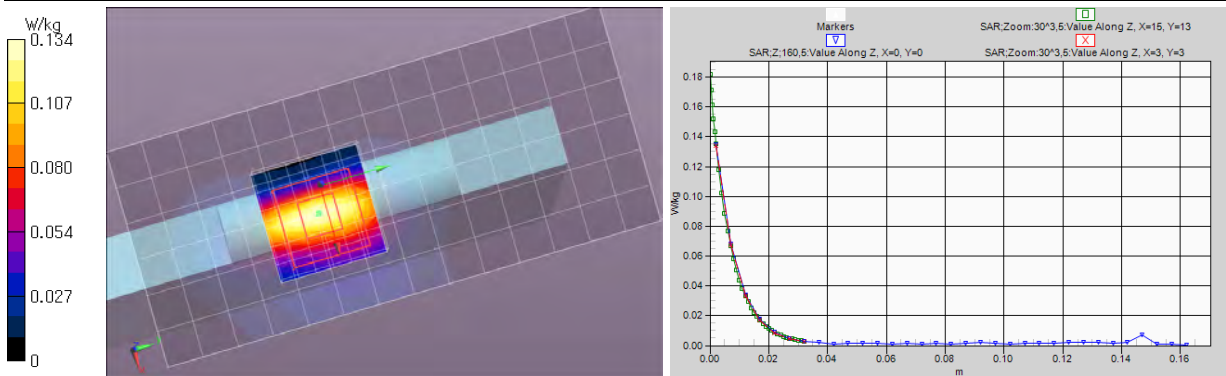 W/kg
0.134
0.107
0.080
0.054
0.027
0
Markers
SAR;Zoom:30^3,5:Value Along Z, X=15, Y=13
SAR;Z;160,5:Value Along Z, X=0, Y=0
SAR;Zoom:30^3,5:Value Along Z, X=3, Y=3
0.18
0.16
0.14
0.12
0.10
0.08
0.06
0.04
0.02
0.00
W/kg
0.00 0.02 0.04 0.06 0.08 0.10 0.12 0.14 0.16
m